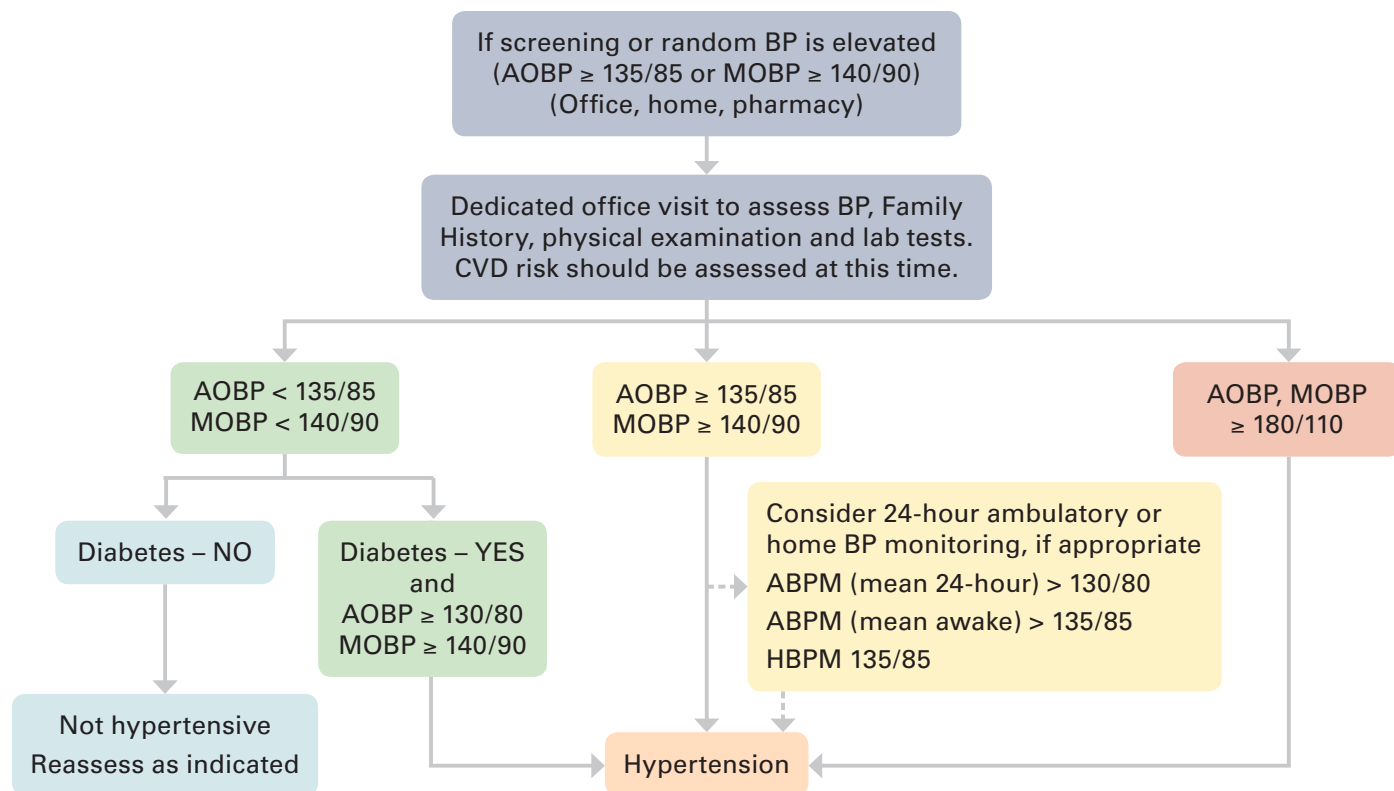 If screening or random BP is elevated
(AOBP ≥ 135/85 or MOBP ≥ 140/90)
(Office, home, pharmacy)
Dedicated office visit to assess BP, Family
History, physical examination and lab tests.
CVD risk should be assessed at this time.
AOBP < 135/85
MOBP < 140/90
AOBP ≥ 135/85
MOBP ≥ 140/90
AOBP, MOBP
≥ 180/110
Diabetes – NO
Diabetes – YES
and
AOBP ≥ 130/80
MOBP ≥ 140/90
Consider 24-hour ambulatory or
home BP monitoring, if appropriate
ABPM (mean 24-hour) > 130/80
ABPM (mean awake) > 135/85
HBPM 135/85
Not hypertensive
Reassess as indicated
Hypertension